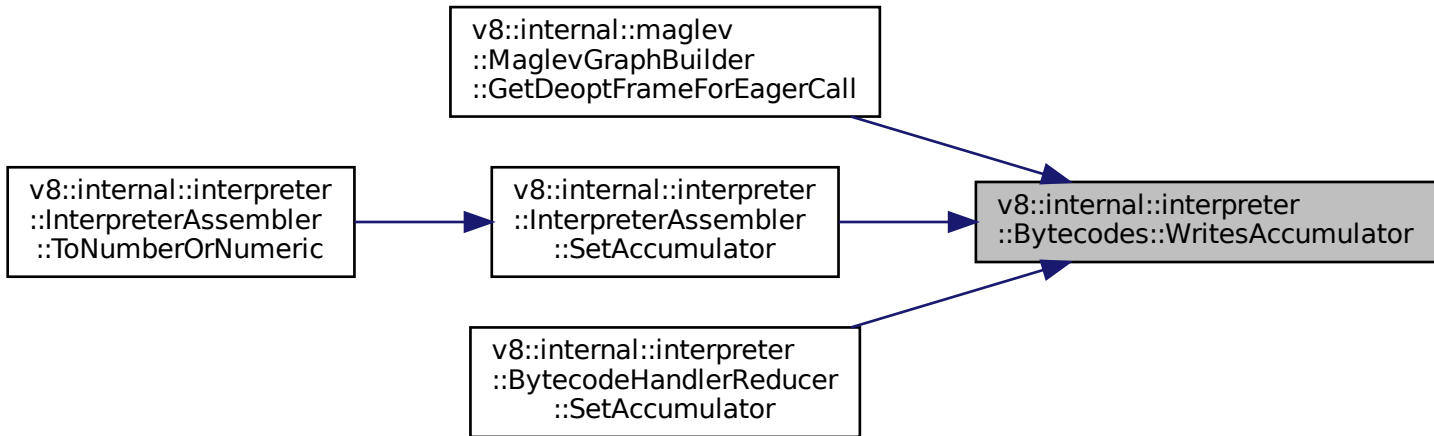 v8::internal::maglev
::MaglevGraphBuilder
::GetDeoptFrameForEagerCall
v8::internal::interpreter
::InterpreterAssembler
::ToNumberOrNumeric
v8::internal::interpreter
::InterpreterAssembler
::SetAccumulator
v8::internal::interpreter
::Bytecodes::WritesAccumulator
v8::internal::interpreter
::BytecodeHandlerReducer
::SetAccumulator